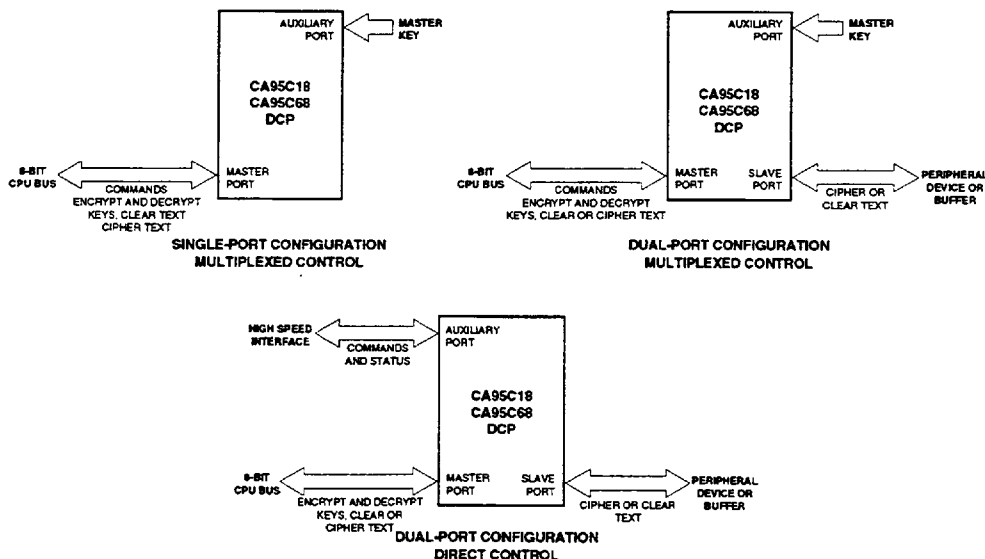 AUXILIARY
PORT
MASTER
KEY
CA95C18
CA95C68
DCP
8-BIT
CPU BUS
MASTER
PORT
COMMANDS
ENCRYPT AND DECRYPT
KEYS, CLEAR TEXT
CIPHER TEXT
SINGLE-PORT CONFIGURATION
MULTIPLEXED CONTROL
AUXILIARY
PORT
MASTER
KEY
CA95C18
CA95C68
DCP
8-BIT
CPU BUS
MASTER
PORT
SLAVE
PORT
COMMANDS
ENCRYPT AND DECRYPT
KEYS, CLEAR OR CIPHER TEXT
CIPHER OR
CLEAR TEXT
PERIPHERAL
DEVICE OR
BUFFER
DUAL-PORT CONFIGURATION
MULTIPLEXED CONTROL
HIGH SPEED
INTERFACE
COMMANDS
AND STATUS
AUXILIARY
PORT
CA95C18
CA95C68
DCP
8-BIT
CPU BUS
MASTER
PORT
SLAVE
PORT
ENCRYPT AND DECRYPT
KEYS, CLEAR OR
CIPHER TEXT
CIPHER OR CLEAR
TEXT
PERIPHERAL
DEVICE OR
BUFFER
DUAL-PORT CONFIGURATION
DIRECT CONTROL